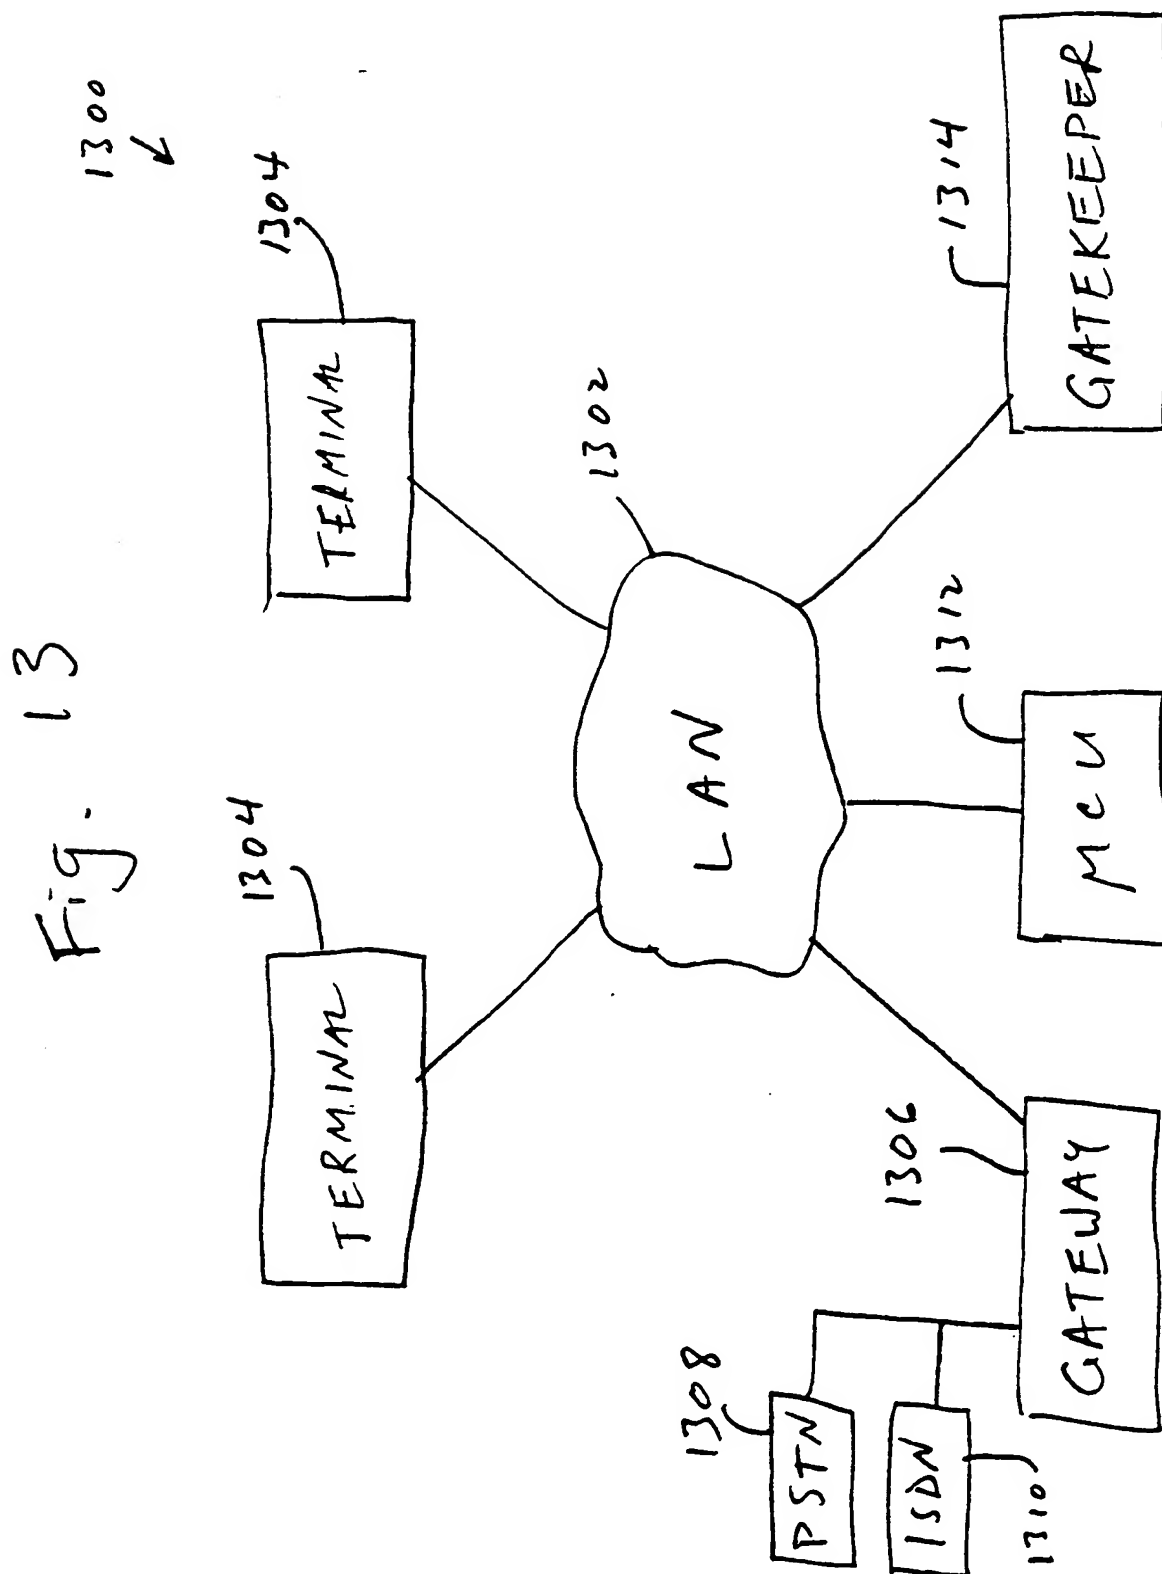 Fig. 13
1300
1304
TERMINAL
1304
TERMINAL
1302
LAN
1308
PSTN
ISDN
1310
1306
GATEWAY
1312
MCU
1314
GATEKEEPER